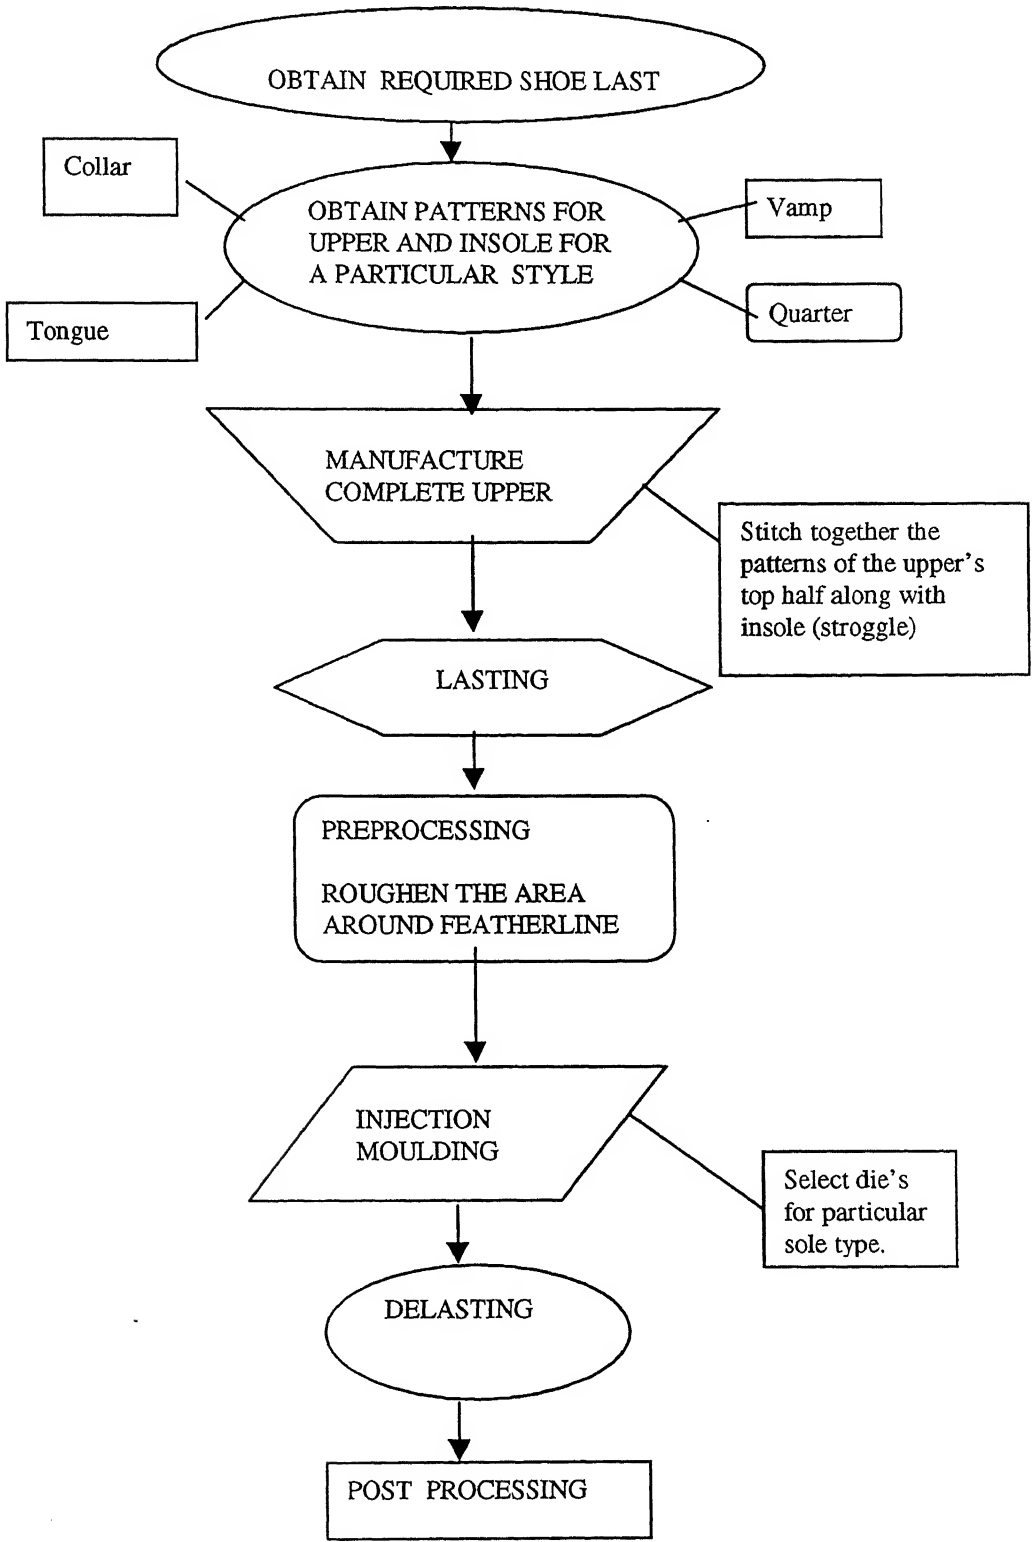 OBTAIN REQUIRED SHOE LAST
Collar
OBTAIN PATTERNS FOR
UPPER AND INSOLE FOR
A PARTICULAR STYLE
Vamp
Tongue
Quarter
MANUFACTURE
COMPLETE UPPER
Stitch together the
patterns of the upper's
top half along with
insole (stroggle)
LASTING
PREPROCESSING
ROUGHEN THE AREA
AROUND FEATHERLINE
INJECTION
MOULDING
Select die's
for particular
sole type.
DELASTING
POST PROCESSING